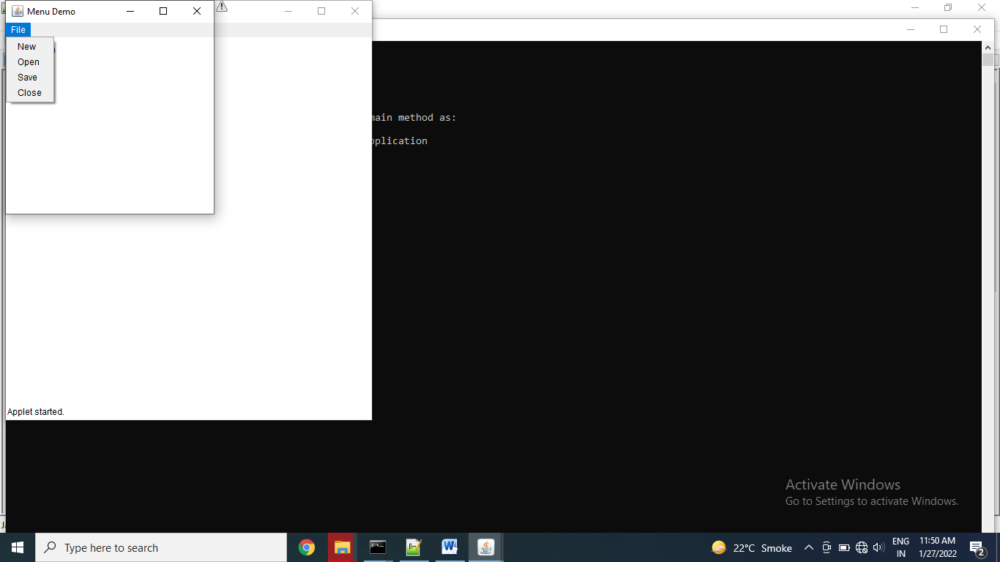 Menu Demo
File
New
Open
Save
Close
main method as:
pplication
Applet started.
Activate Windows
Go to Settings to activate Windows.
Type here to search
22°C Smoke
ENG
IN
11:50 AM
1/27/2022
2